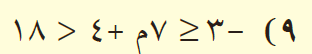 ٩) -٣ ≤ ٧م + ٤ < ١٨